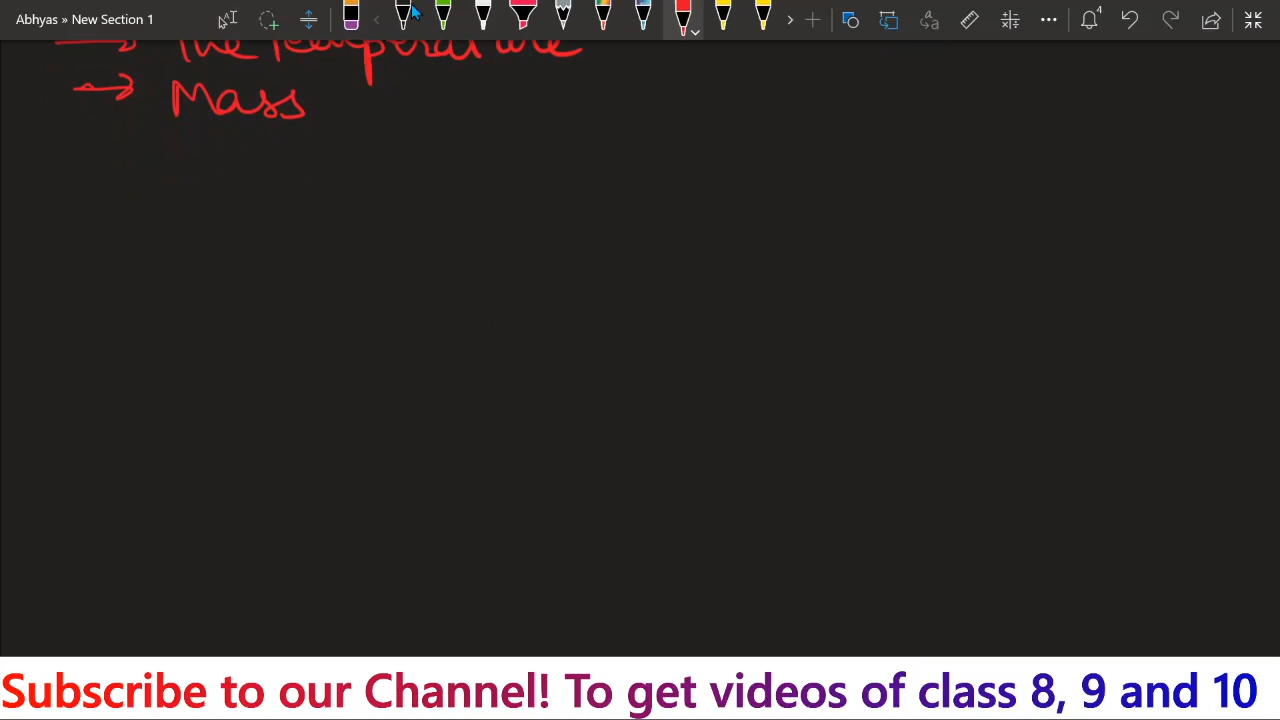 Abhyas » New Section 1
4
→ The Temperature
→ Mass
Subscribe to our Channel! To get videos of class 8, 9 and 10